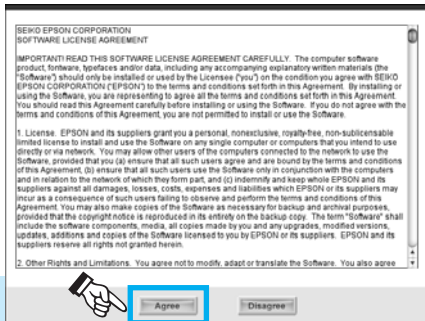 SEIKO EPSON CORPORATION
SOFTWARE LICENSE AGREEMENT
IMPORTANT! READ THIS SOFTWARE LICENSE AGREEMENT CAREFULLY. The computer software
product, fontware, typefaces and/or data, including any accompanying explanatory written materials (the
"Software") should only be installed or used by the Licensee ("you") on the condition you agree with SEIKO
EPSON CORPORATION ("EPSON") to the terms and conditions set forth in this Agreement. By installing or
using the Software, you are representing to agree all the terms and conditions set forth in this Agreement.
You should read this Agreement carefully before installing or using the Software. If you do not agree with the
terms and conditions of this Agreement, you are not permitted to install or use the Software.
1. License. EPSON and its suppliers grant you a personal, nonexclusive, royalty-free, non-sublicensable
limited license to install and use the Software on any single computer or computers that you intend to use
directly or via network. You may allow other users of the computers connected to the network to use the
Software, provided that you (a) ensure that all such users agree and are bound by the terms and conditions
of this Agreement, (b) ensure that all such users use the Software only in conjunction with the computers
and in relation to the network of which they form part, and (c) indemnify and keep whole EPSON and its
suppliers against all damages, losses, costs, expenses and liabilities which EPSON or its suppliers may
incur as a consequence of such users failing to observe and perform the terms and conditions of this
Agreement. You may also make copies of the Software as necessary for backup and archival purposes,
provided that the copyright notice is reproduced in its entirety on the backup copy. The term "Software" shall
include the software components, media, all copies made by you and any upgrades, modified versions,
updates, additions and copies of the Software licensed to you by EPSON or its suppliers. EPSON and its
suppliers reserve all rights not granted herein.
2. Other Rights and Limitations. You agree not to modify, adapt or translate the Software. You also agree
Agree
Disagree